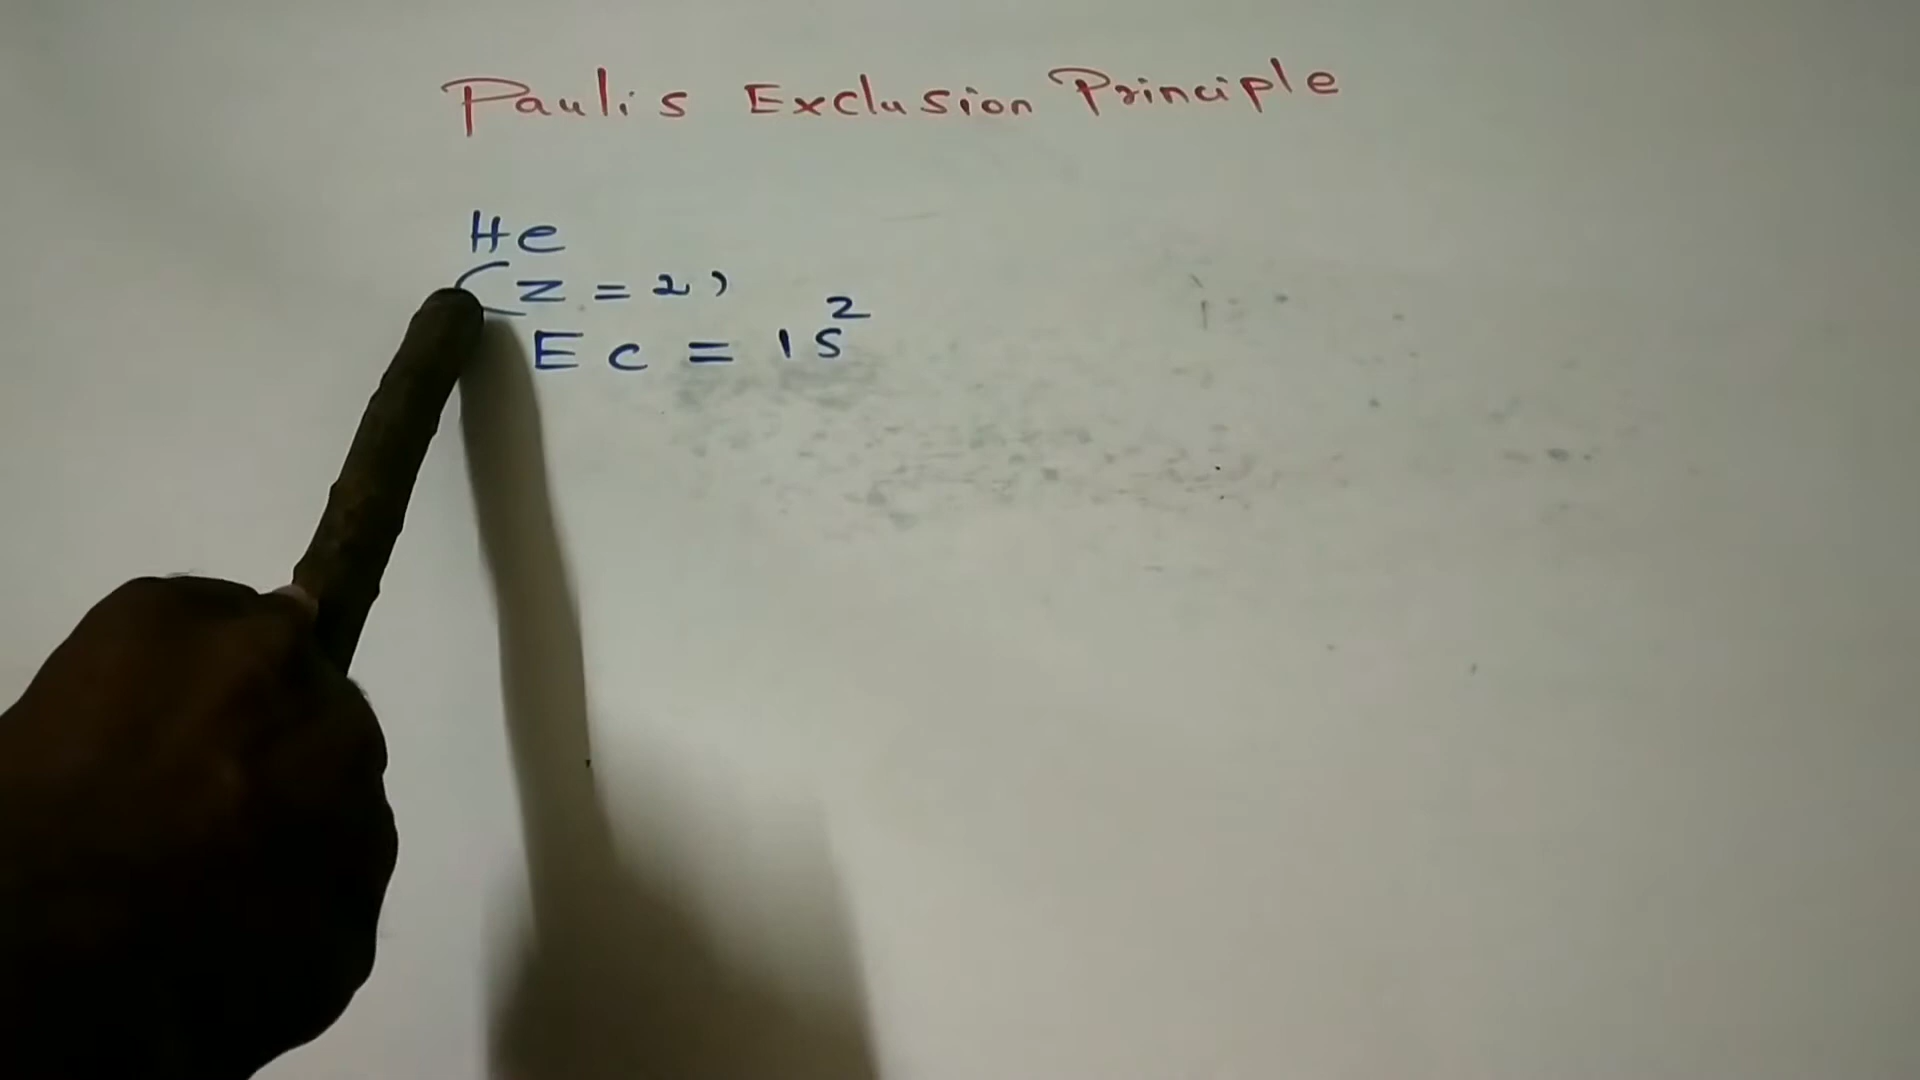 Pauli's Exclusion Principle
He
(Z = 2,
EC = 1s²